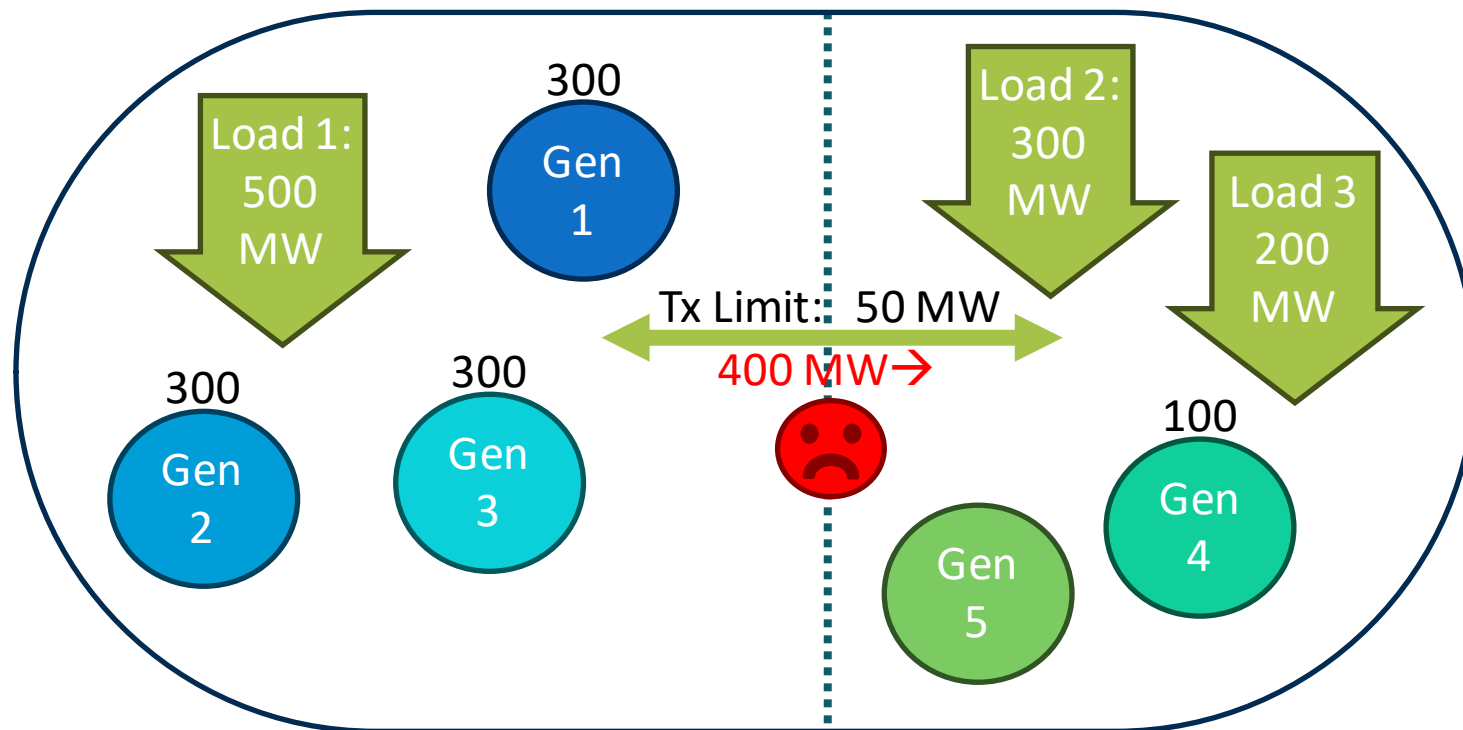 Load 1:
500
MW
300
Gen
1
Load 2:
300
MW
Load 3
200
MW
Tx Limit: 50 MW
400 MW→
300
Gen
2
300
Gen
3
100
Gen
4
Gen
5